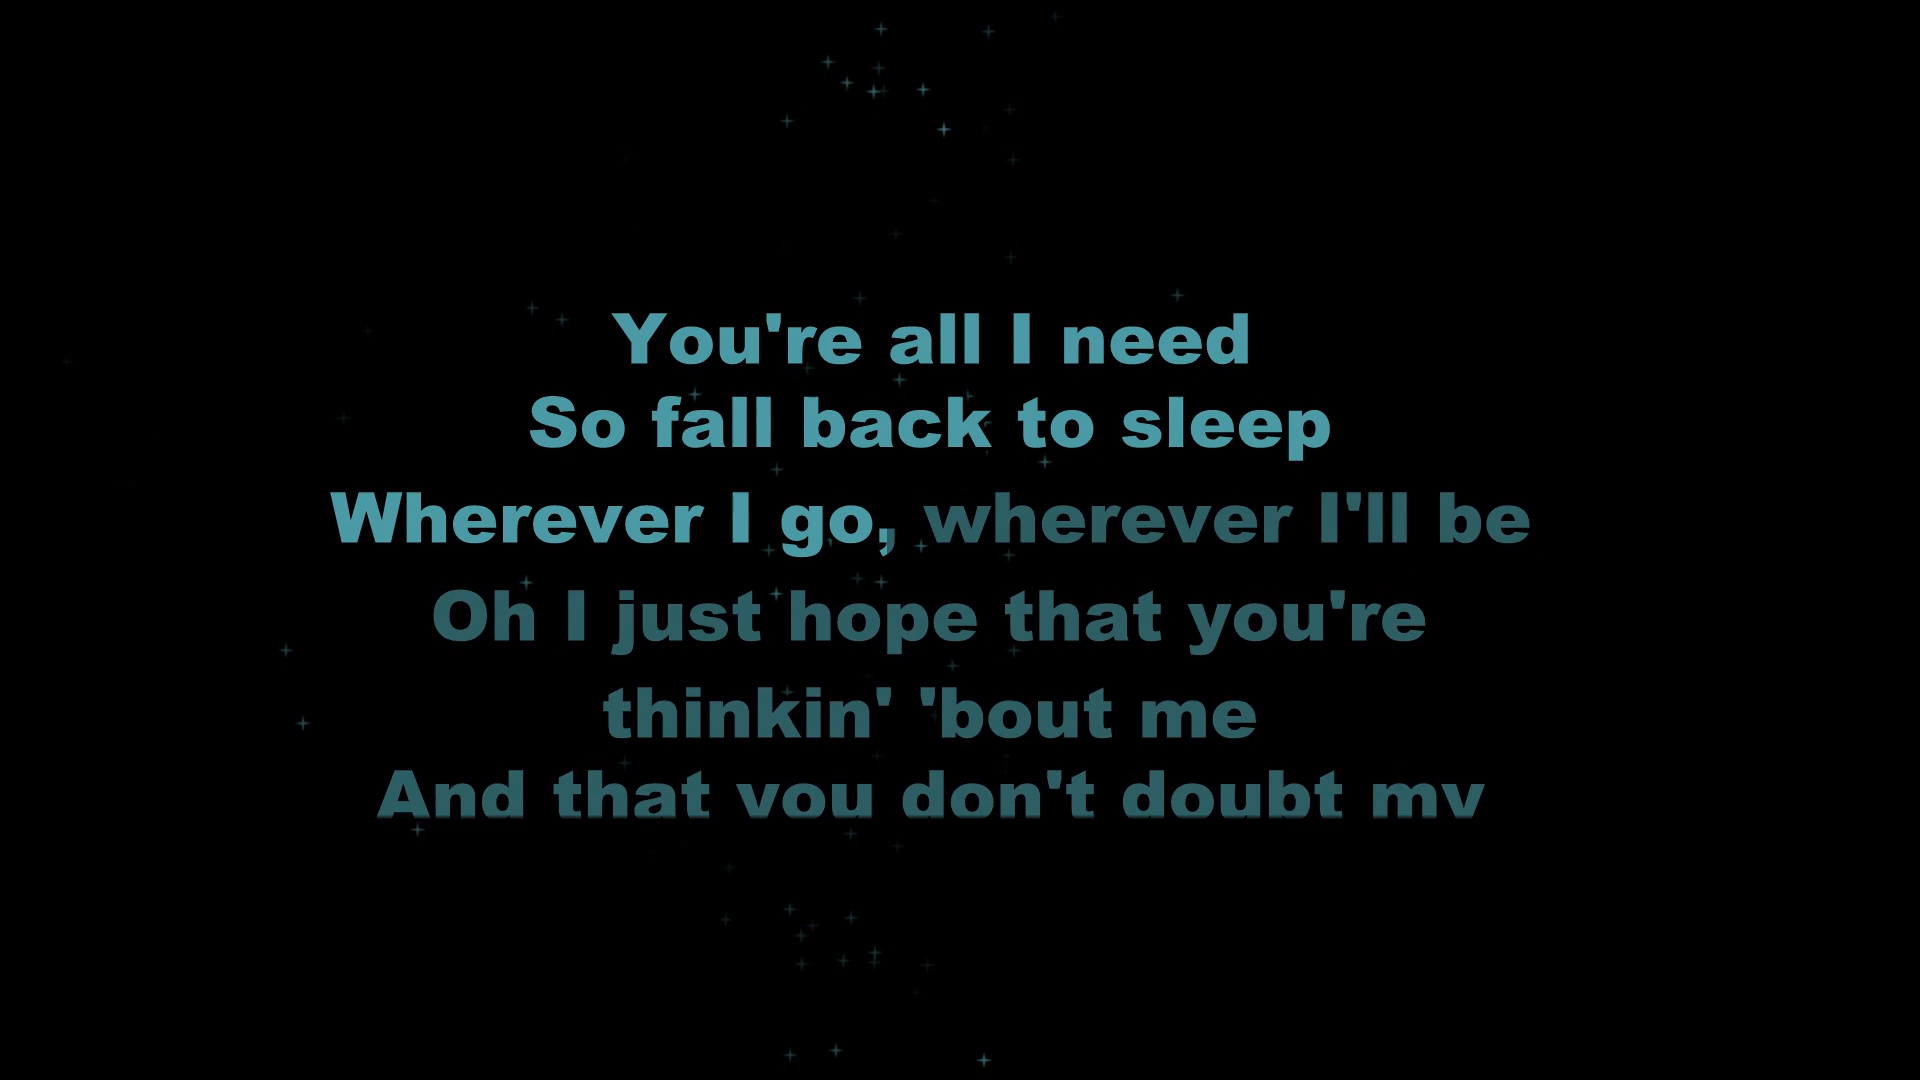 You're all I need
So fall back to sleep
Wherever I go, wherever I'll be
Oh I just hope that you're
thinkin' 'bout me
And that you don't doubt my